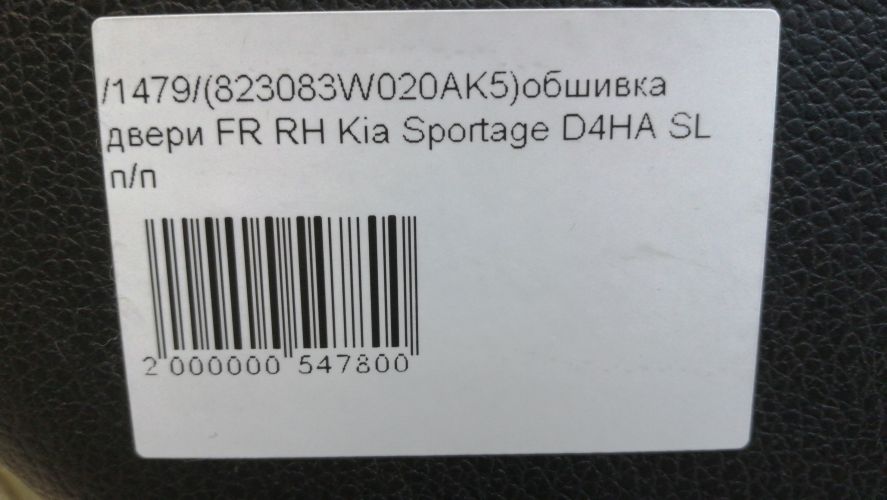 /1479/(823083W020AK5)обшивка
двери FR RH Kia Sportage D4HA SL
п/п
2 000000 547800